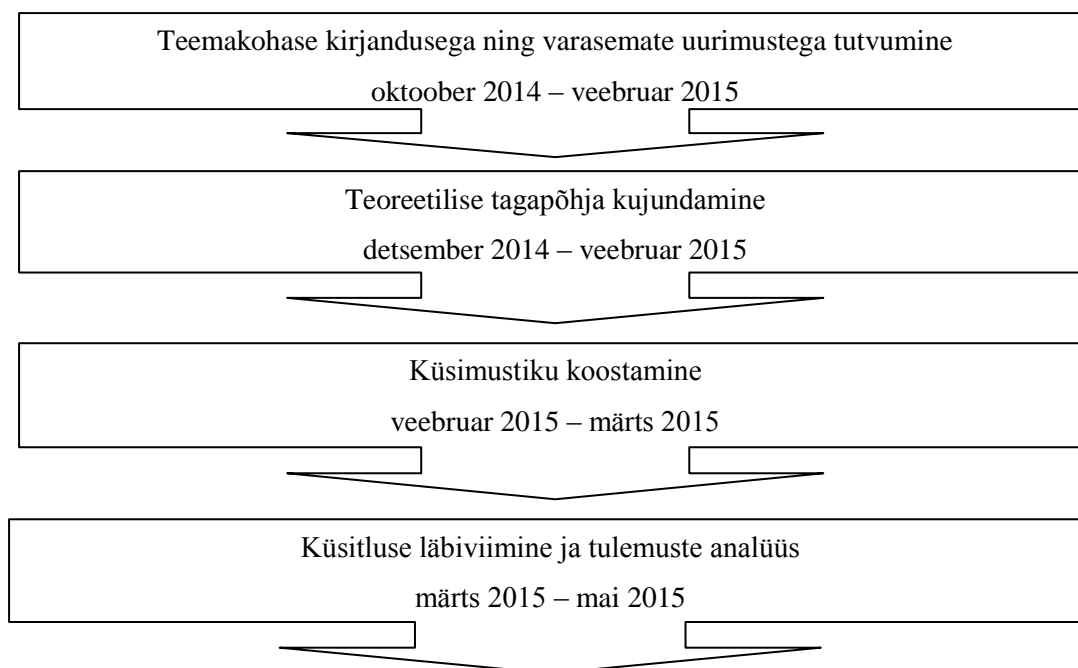 Teemakohase kirjandusega ning varasemate uurimustega tutvumine
oktoober 2014 – veebruar 2015
Teoreetilise tagapõhja kujundamine
detsember 2014 – veebruar 2015
Küsimustiku koostamine
veebruar 2015 – märts 2015
Küsitluse läbiviimine ja tulemuste analüüs
märts 2015 – mai 2015